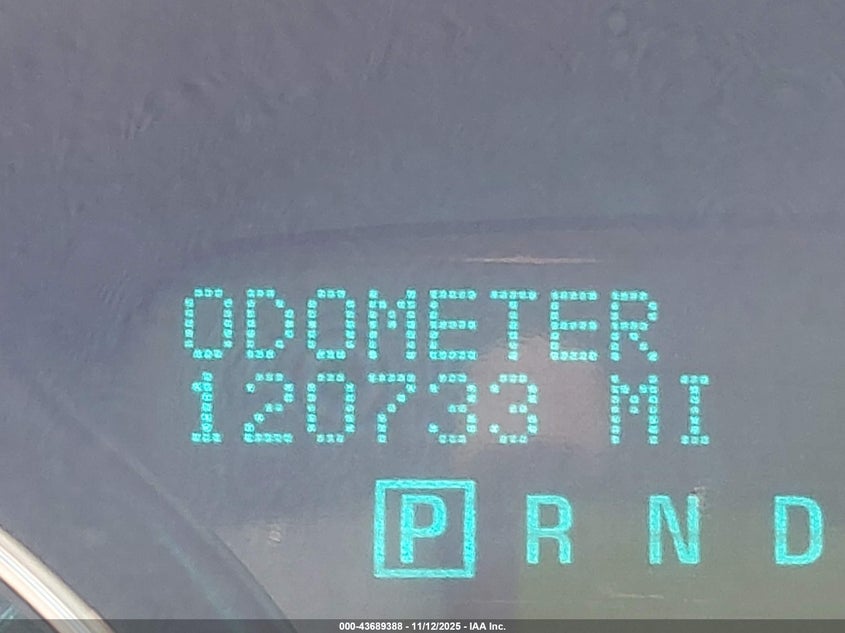 ODOMETER
120733 MI
P R N D
000-43689388 - 11/12/2025 - IAA Inc.